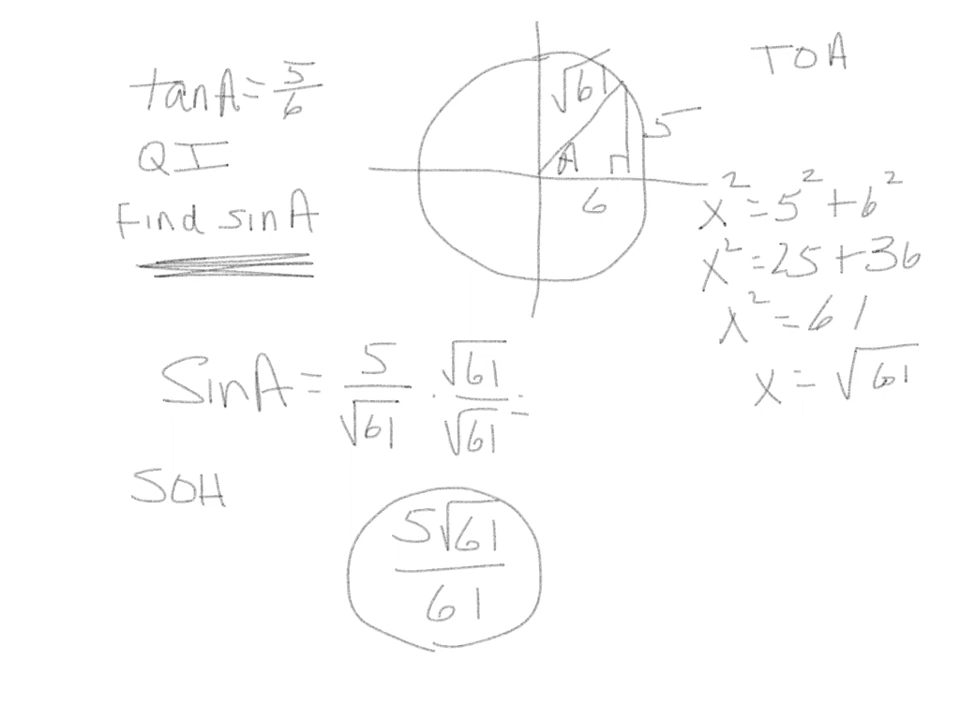 tanA = 5/6
QI
Find sinA
√61
A
5
6
TOA
x² = 5² + 6²
x² = 25 + 36
x² = 61
x = √61
SinA = 5/√61 · √61/√61 =
SOH
5√61/61